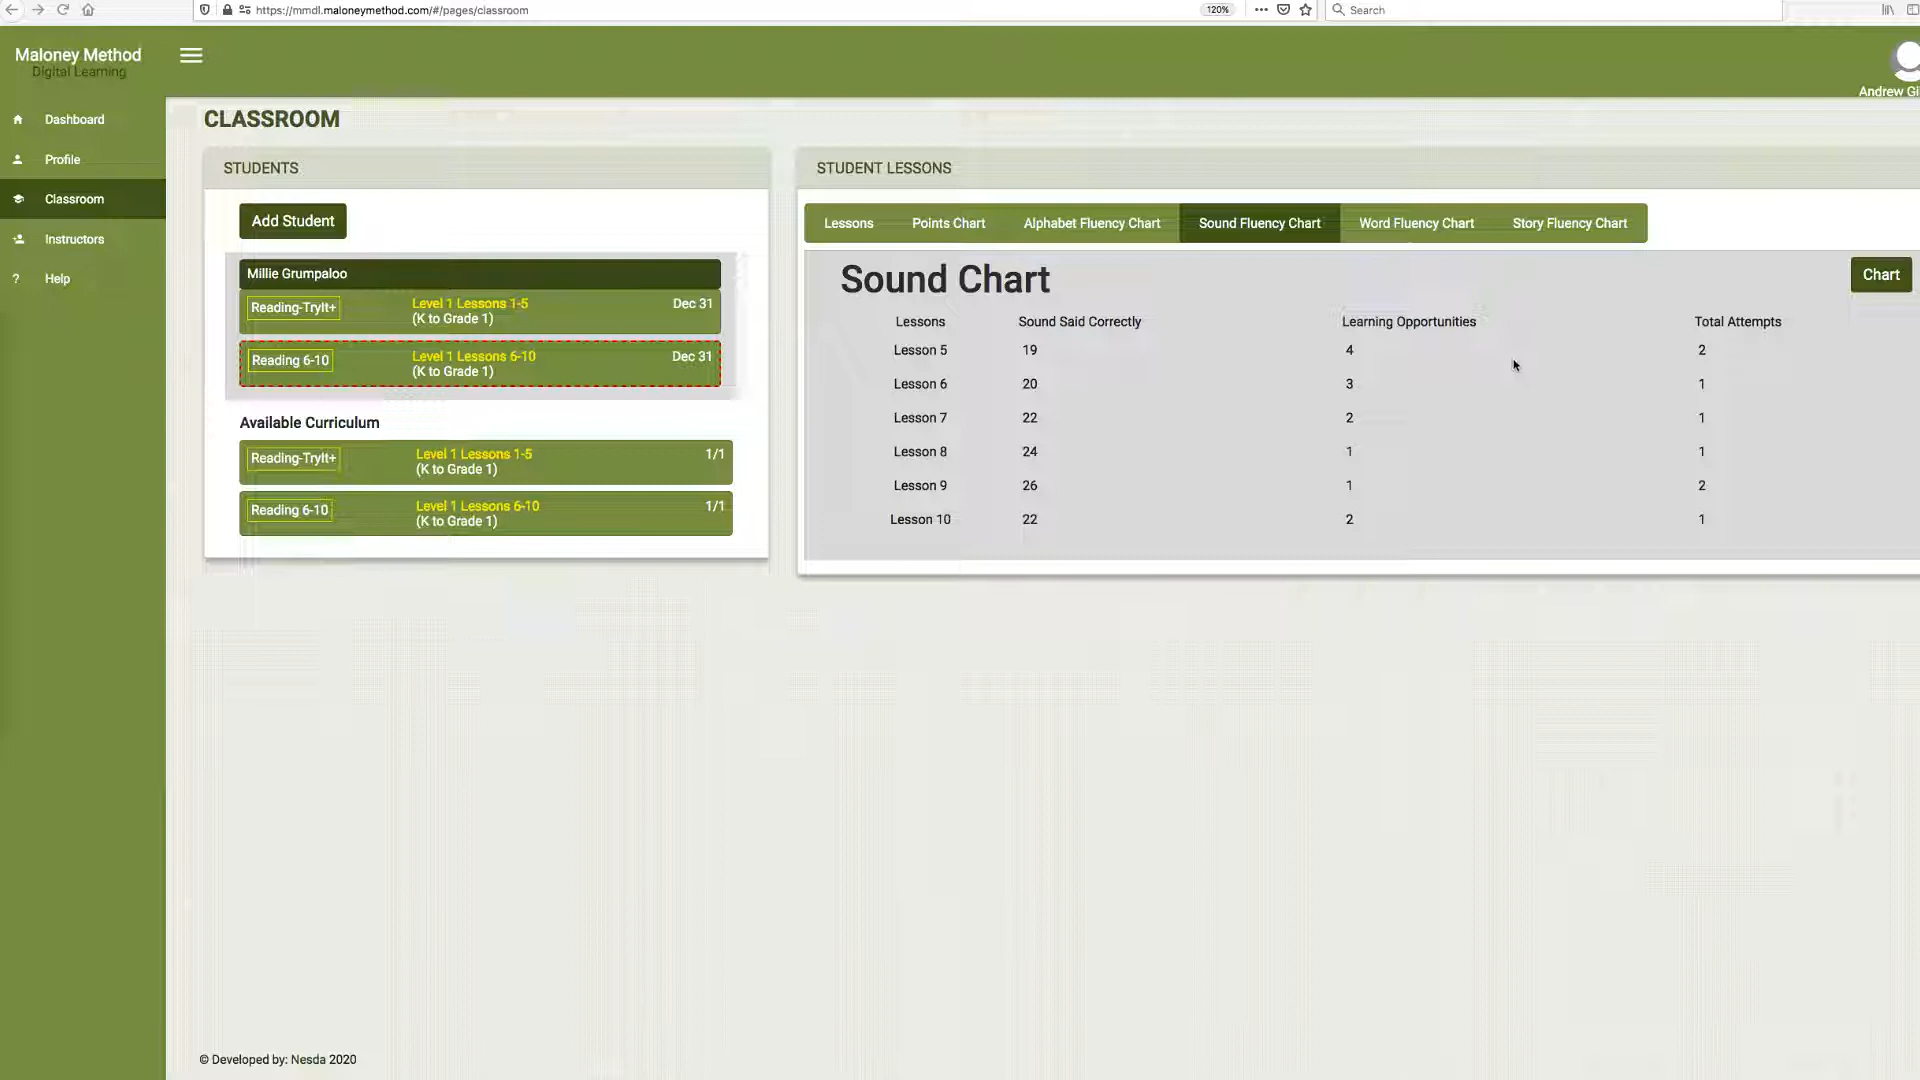 https://mmdl.maloneymethod.com/#/pages/classroom
120%
Search
Maloney Method
Digital Learning
Andrew Gi
Dashboard
Profile
Classroom
Instructors
? Help
CLASSROOM
STUDENTS
Add Student
Millie Grumpaloo
Reading-TryIt+ Level 1 Lessons 1-5 Dec 31
(K to Grade 1)
Reading 6-10 Level 1 Lessons 6-10 Dec 31
(K to Grade 1)
Available Curriculum
Reading-TryIt+ Level 1 Lessons 1-5 1/1
(K to Grade 1)
Reading 6-10 Level 1 Lessons 6-10 1/1
(K to Grade 1)
STUDENT LESSONS
Lessons Points Chart Alphabet Fluency Chart Sound Fluency Chart Word Fluency Chart Story Fluency Chart
Sound Chart
Chart
Lessons Sound Said Correctly Learning Opportunities Total Attempts
Lesson 5 19 4 2
Lesson 6 20 3 1
Lesson 7 22 2 1
Lesson 8 24 1 1
Lesson 9 26 1 2
Lesson 10 22 2 1
© Developed by: Nesda 2020